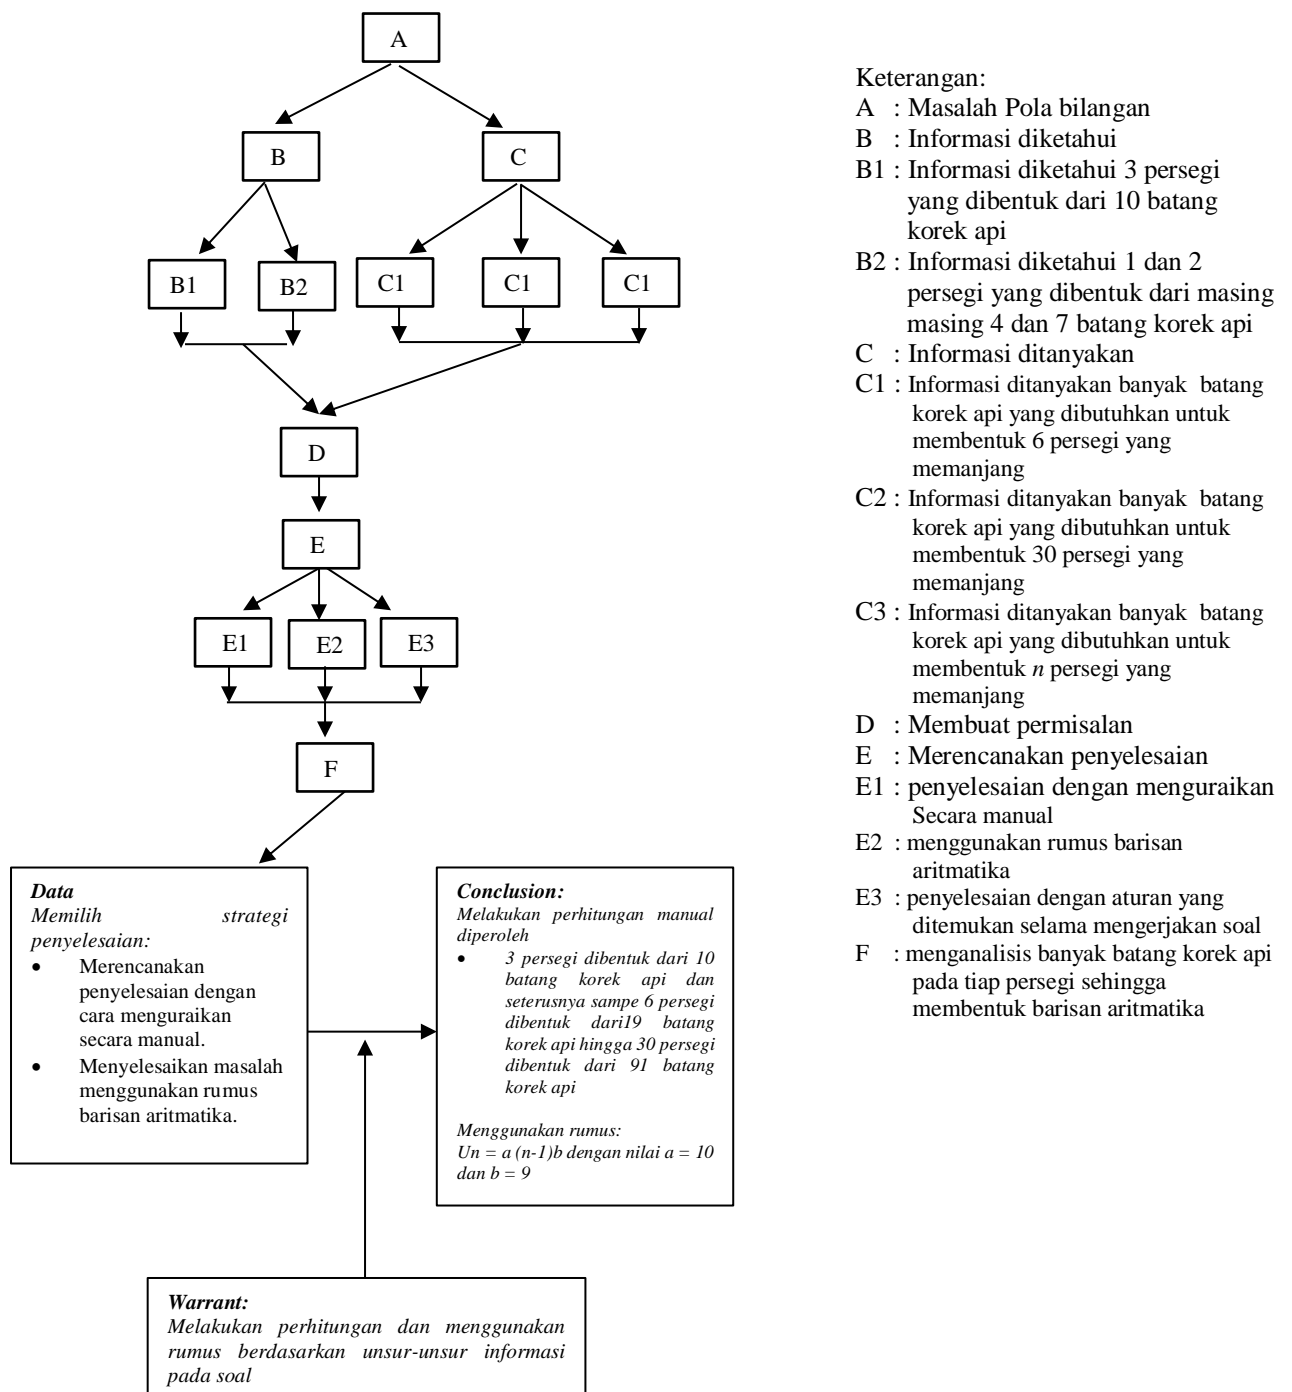 A
B
C
B1
B2
C1
C1
C1
D
E
E1
E2
E3
F
Data
Memilih strategi
penyelesaian:
• Merencanakan
penyelesaian dengan
cara menguraikan
secara manual.
• Menyelesaikan masalah
menggunakan rumus
barisan aritmatika.
Conclusion:
Melakukan perhitungan manual
diperoleh
• 3 persegi dibentuk dari 10
batang korek api dan
seterusnya sampe 6 persegi
dibentuk dari19 batang
korek api hingga 30 persegi
dibentuk dari 91 batang
korek api
Menggunakan rumus:
Un = a (n-1)b dengan nilai a = 10
dan b = 9
Warrant:
Melakukan perhitungan dan menggunakan
rumus berdasarkan unsur-unsur informasi
pada soal
Keterangan:
A : Masalah Pola bilangan
B : Informasi diketahui
B1 : Informasi diketahui 3 persegi
yang dibentuk dari 10 batang
korek api
B2 : Informasi diketahui 1 dan 2
persegi yang dibentuk dari masing
masing 4 dan 7 batang korek api
C : Informasi ditanyakan
C1 : Informasi ditanyakan banyak batang
korek api yang dibutuhkan untuk
membentuk 6 persegi yang
memanjang
C2 : Informasi ditanyakan banyak batang
korek api yang dibutuhkan untuk
membentuk 30 persegi yang
memanjang
C3 : Informasi ditanyakan banyak batang
korek api yang dibutuhkan untuk
membentuk n persegi yang
memanjang
D : Membuat permisalan
E : Merencanakan penyelesaian
E1 : penyelesaian dengan menguraikan
Secara manual
E2 : menggunakan rumus barisan
aritmatika
E3 : penyelesaian dengan aturan yang
ditemukan selama mengerjakan soal
F : menganalisis banyak batang korek api
pada tiap persegi sehingga
membentuk barisan aritmatika